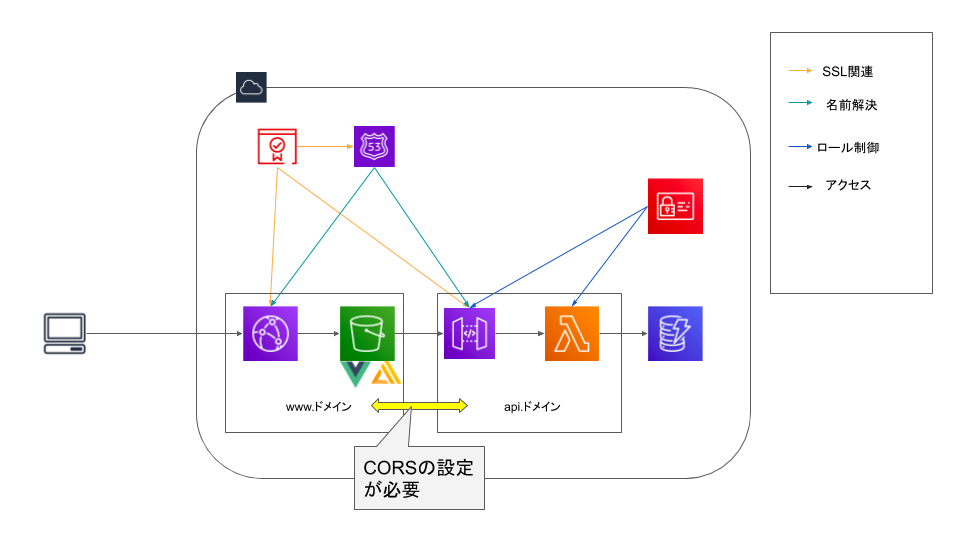 SSL関連
名前解決
ロール制御
アクセス
53
www.ドメイン
api.ドメイン
CORSの設定
が必要